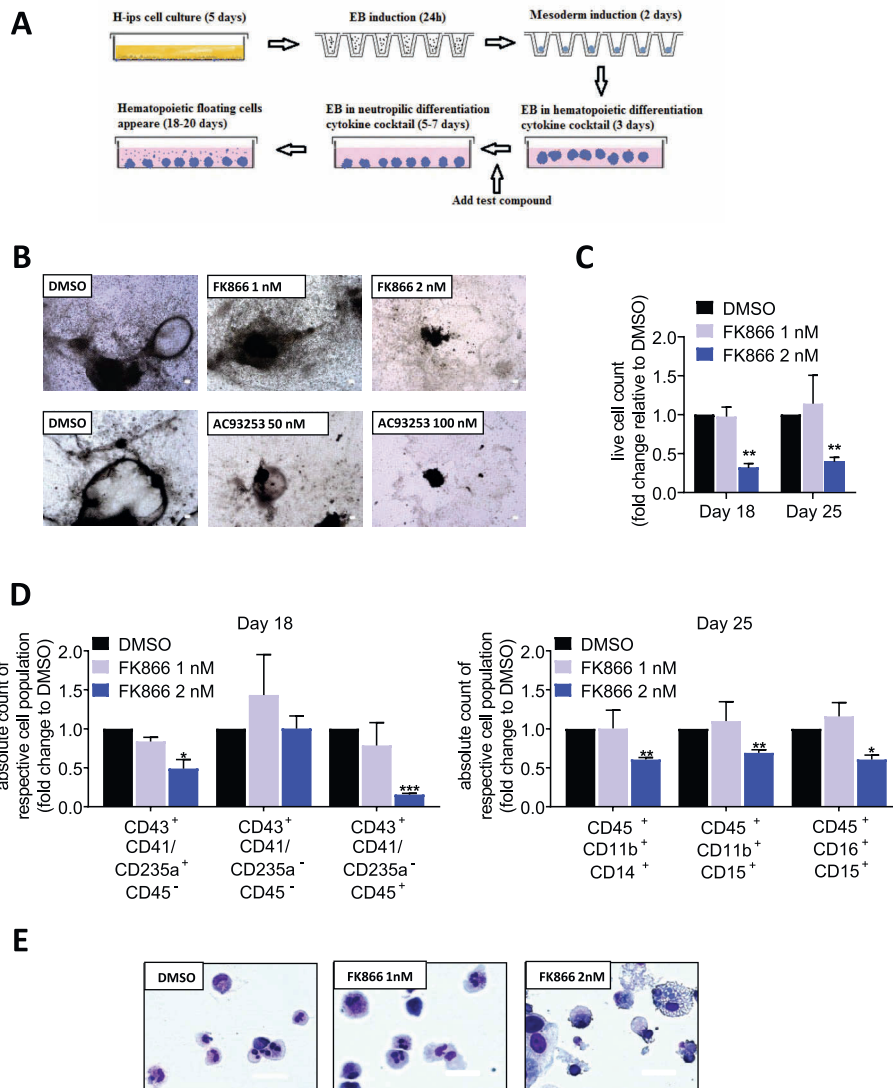 A
H-ips cell culture (5 days)
EB induction (24h)
Mesoderm induction (2 days)
Hematopoietic floating cells
appeare (18-20 days)
EB in neutropilic differentiation
cytokine cocktail (5-7 days)
EB in hematopoietic differentiation
cytokine cocktail (3 days)
Add test compound
B
DMSO
FK866 1 nM
FK866 2 nM
DMSO
AC93253 50 nM
AC93253 100 nM
C
DMSO
FK866 1 nM
FK866 2 nM
live cell count
(fold change relative to DMSO)
2.0
1.5
1.0
0.5
0.0
**
**
Day 18
Day 25
D
Day 18
DMSO
FK866 1 nM
FK866 2 nM
absolute count of
respective cell population
(fold change to DMSO)
2.0
1.5
1.0
0.5
0.0
*
***
CD43+
CD41/
CD235a+
CD45-
CD43+
CD41/
CD235a-
CD45-
CD43+
CD41/
CD235a-
CD45+
Day 25
DMSO
FK866 1 nM
FK866 2 nM
absolute count of
respective cell population
(fold change to DMSO)
2.0
1.5
1.0
0.5
0.0
**
**
*
CD45+
CD11b+
CD14+
CD45+
CD11b+
CD15+
CD45+
CD16+
CD15+
E
DMSO
FK866 1nM
FK866 2nM